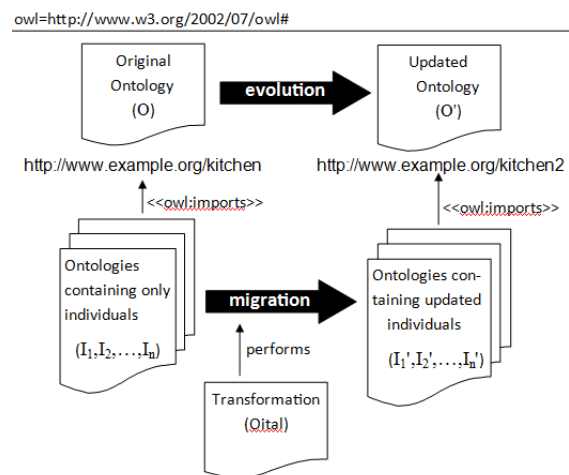 owl=http://www.w3.org/2002/07/owl#
Original
Ontology
(O)
evolution
Updated
Ontology
(O')
http://www.example.org/kitchen
http://www.example.org/kitchen2
<<owl:imports>>
<<owl:imports>>
Ontologies
containing only
individuals
(I₁,I₂,…,Iₙ)
migration
Ontologies con-
taining updated
individuals
(I₁',I₂',…,Iₙ')
performs
Transformation
(Oital)